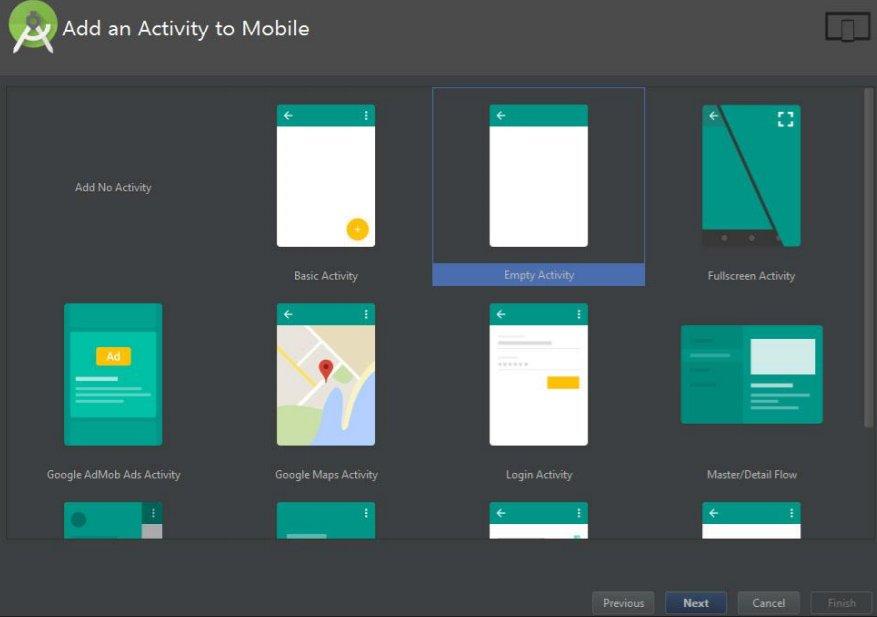 Add an Activity to Mobile
Add No Activity
Basic Activity
Empty Activity
Fullscreen Activity
Ad
Google AdMob Ads Activity
Google Maps Activity
Login Activity
Master/Detail Flow
Previous
Next
Cancel
Finish